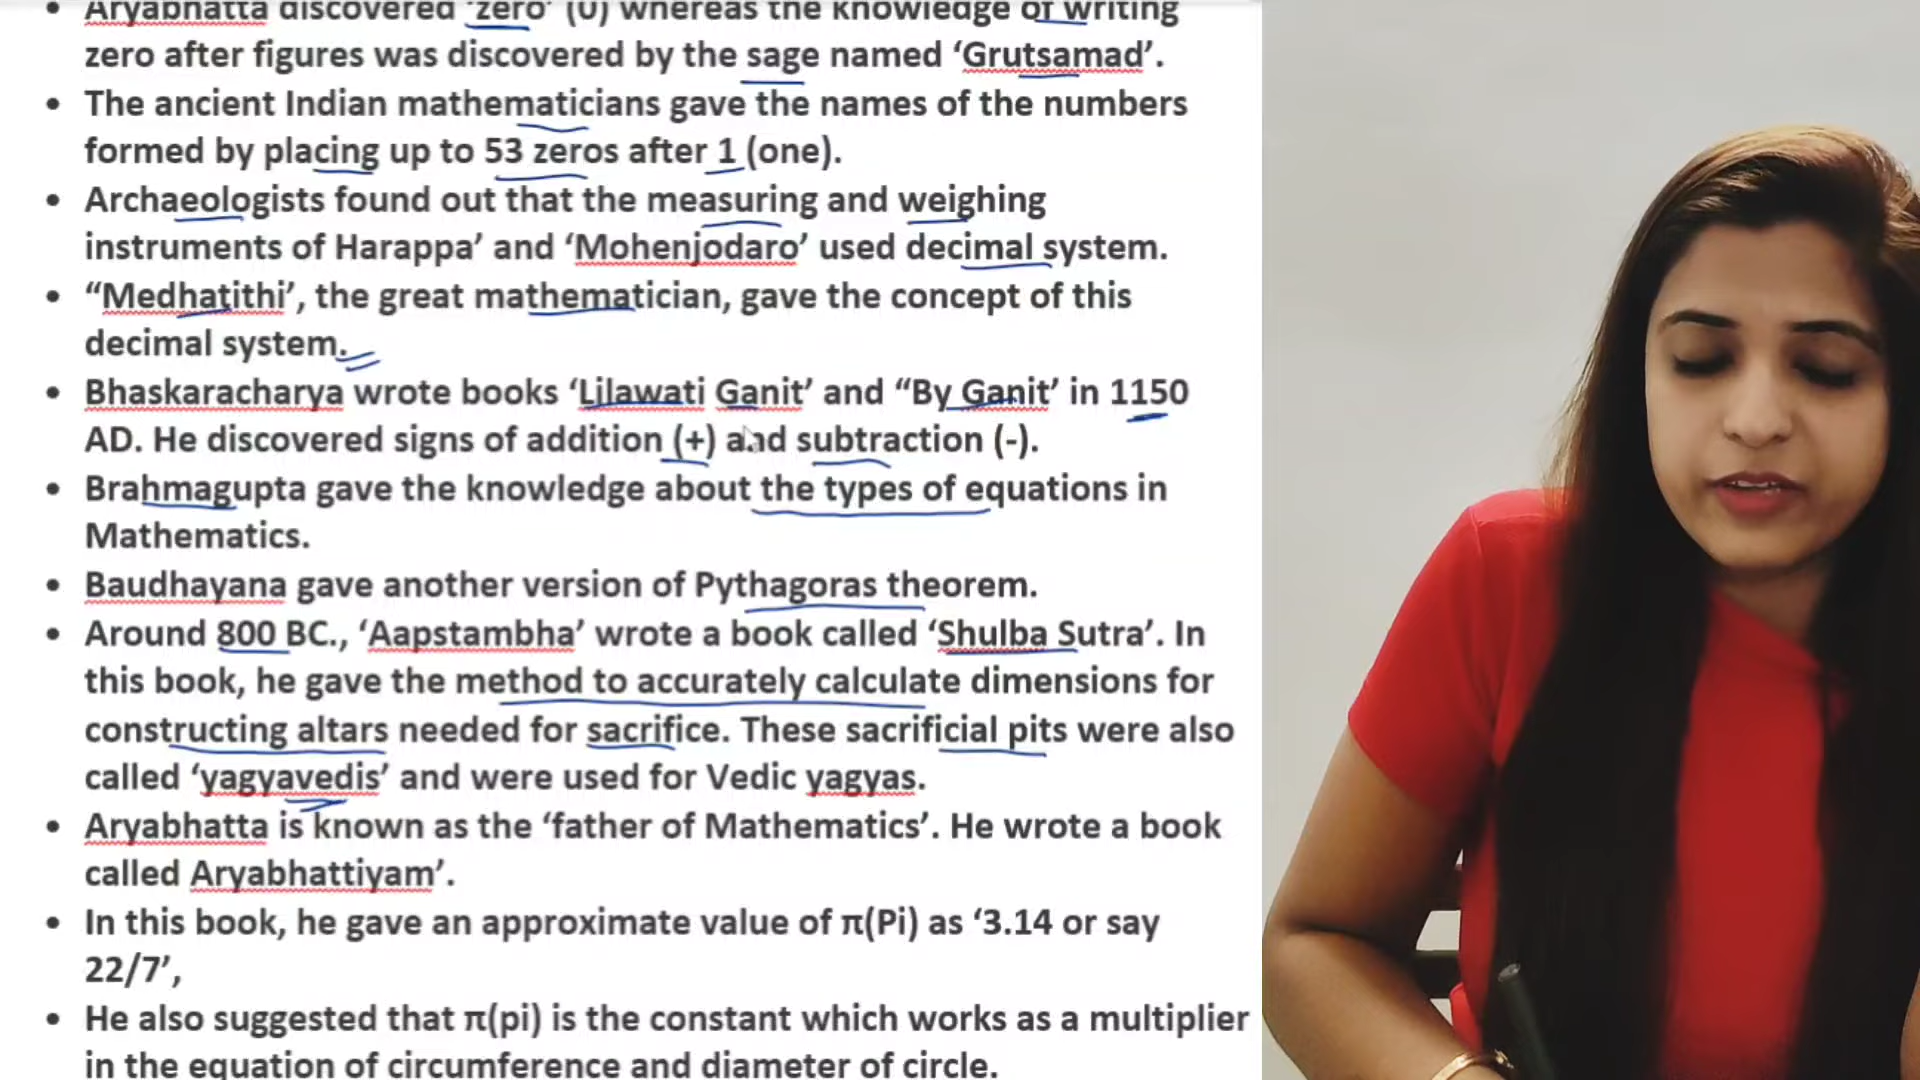 • Aryabhatta discovered ‘zero’ (0) whereas the knowledge of writing
zero after figures was discovered by the sage named ‘Grutsamad’.
• The ancient Indian mathematicians gave the names of the numbers
formed by placing up to 53 zeros after 1 (one).
• Archaeologists found out that the measuring and weighing
instruments of Harappa’ and ‘Mohenjodaro’ used decimal system.
• “Medhatithi’, the great mathematician, gave the concept of this
decimal system.
• Bhaskaracharya wrote books ‘Lilawati Ganit’ and “By Ganit’ in 1150
AD. He discovered signs of addition (+) and subtraction (-).
• Brahmagupta gave the knowledge about the types of equations in
Mathematics.
• Baudhayana gave another version of Pythagoras theorem.
• Around 800 BC., ‘Aapstambha’ wrote a book called ‘Shulba Sutra’. In
this book, he gave the method to accurately calculate dimensions for
constructing altars needed for sacrifice. These sacrificial pits were also
called ‘yagyavedis’ and were used for Vedic yagyas.
• Aryabhatta is known as the ‘father of Mathematics’. He wrote a book
called Aryabhattiyam’.
• In this book, he gave an approximate value of π(Pi) as ‘3.14 or say
22/7’,
• He also suggested that π(pi) is the constant which works as a multiplier
in the equation of circumference and diameter of circle.